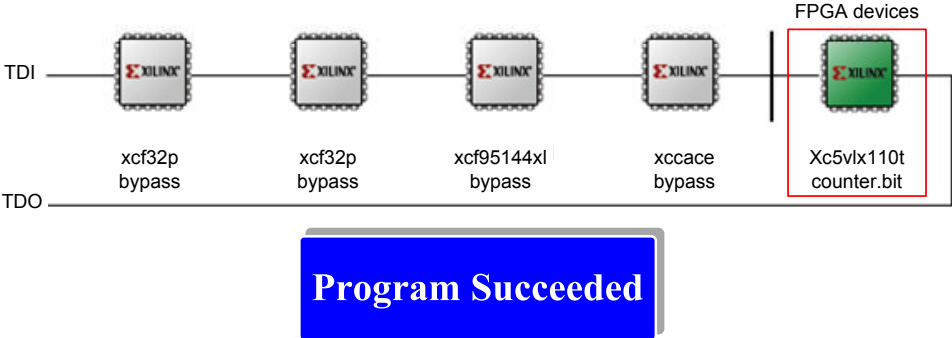 FPGA devices
TDI
XILINX XILINX XILINX XILINX XILINX
xcf32p xcf32p xcf95144xl xccace Xc5vlx110t
bypass bypass bypass bypass counter.bit
TDO
Program Succeeded